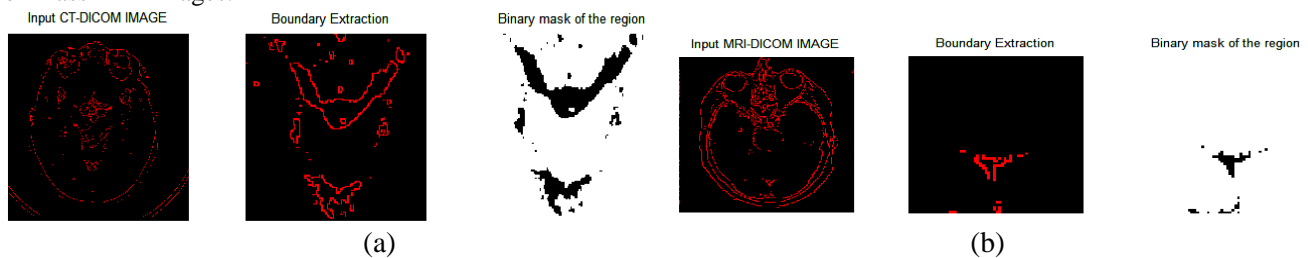 Input CT-DICOM IMAGE
Boundary Extraction
Binary mask of the region
Input MRI-DICOM IMAGE
Boundary Extraction
Binary mask of the region
(a)
(b)